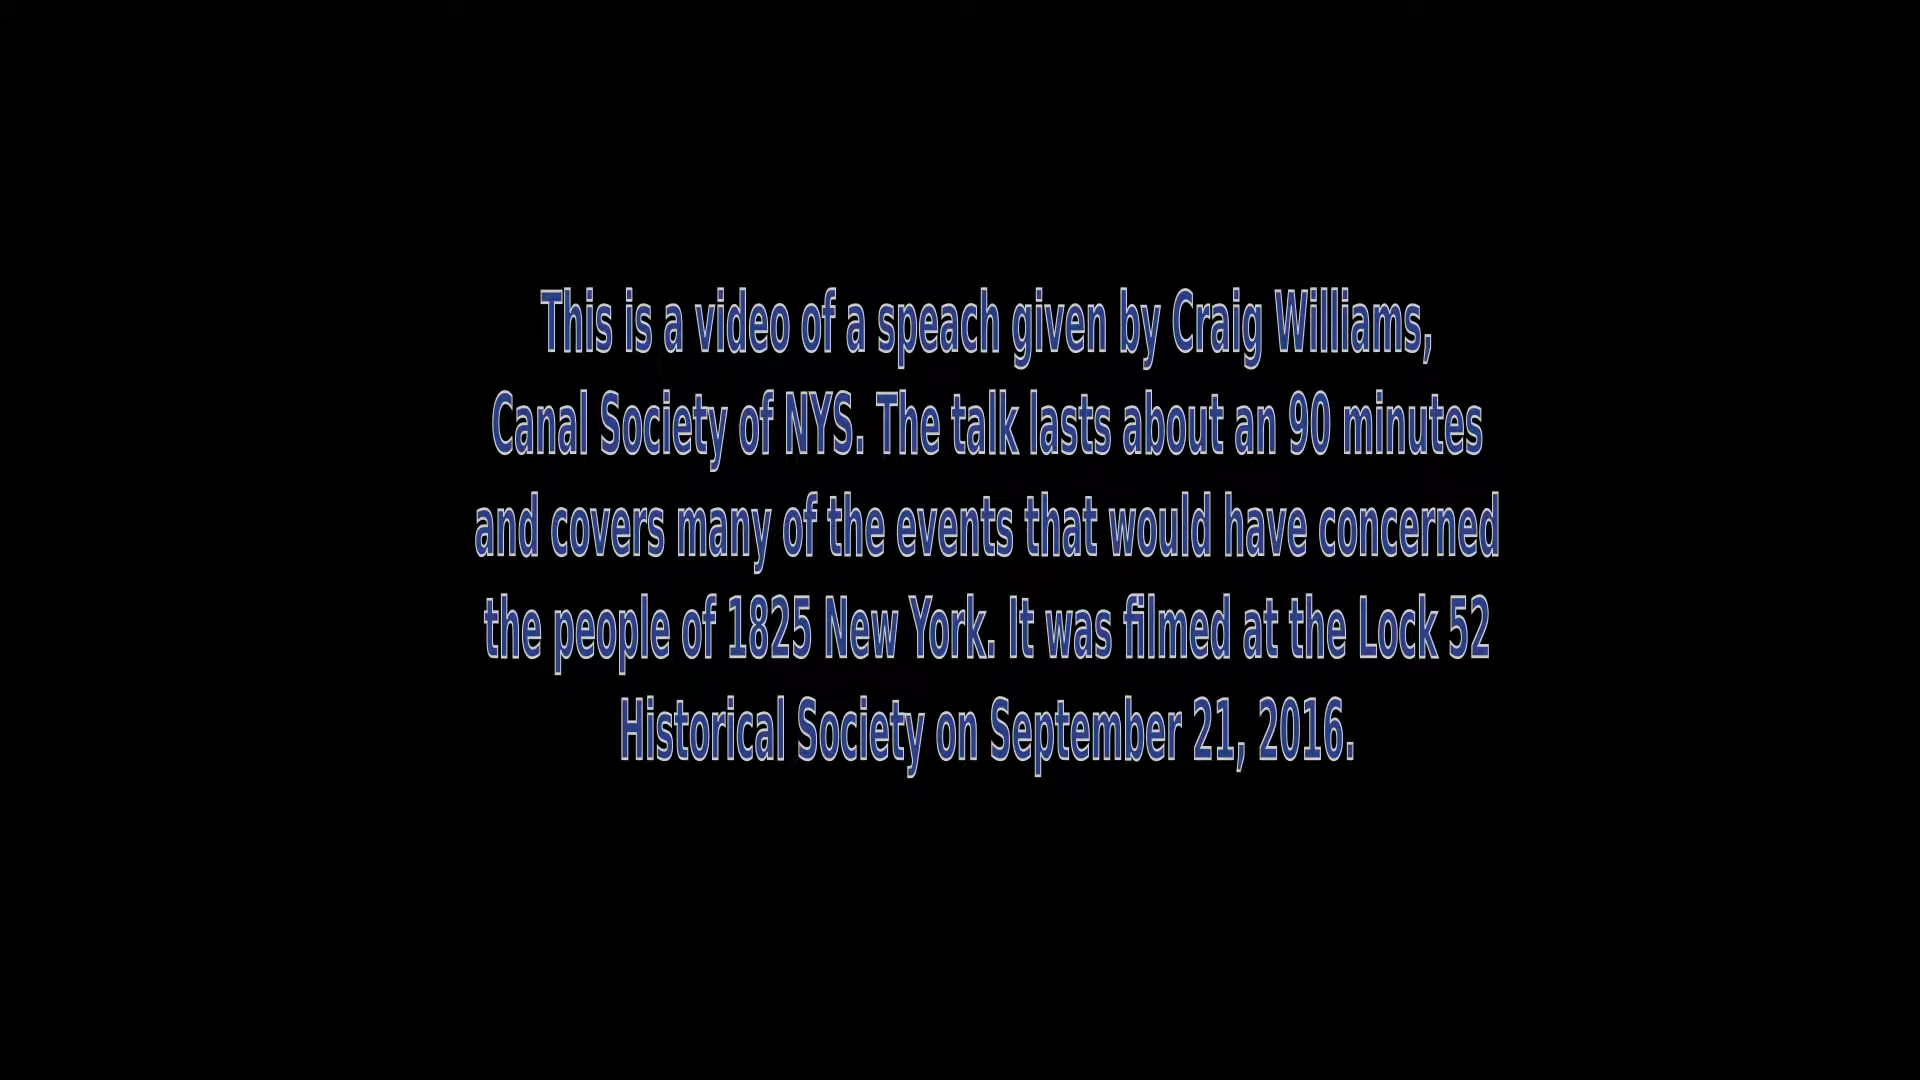 This is a video of a speach given by Craig Williams,
Canal Society of NYS. The talk lasts about an 90 minutes
and covers many of the events that would have concerned
the people of 1825 New York. It was filmed at the Lock 52
Historical Society on September 21, 2016.